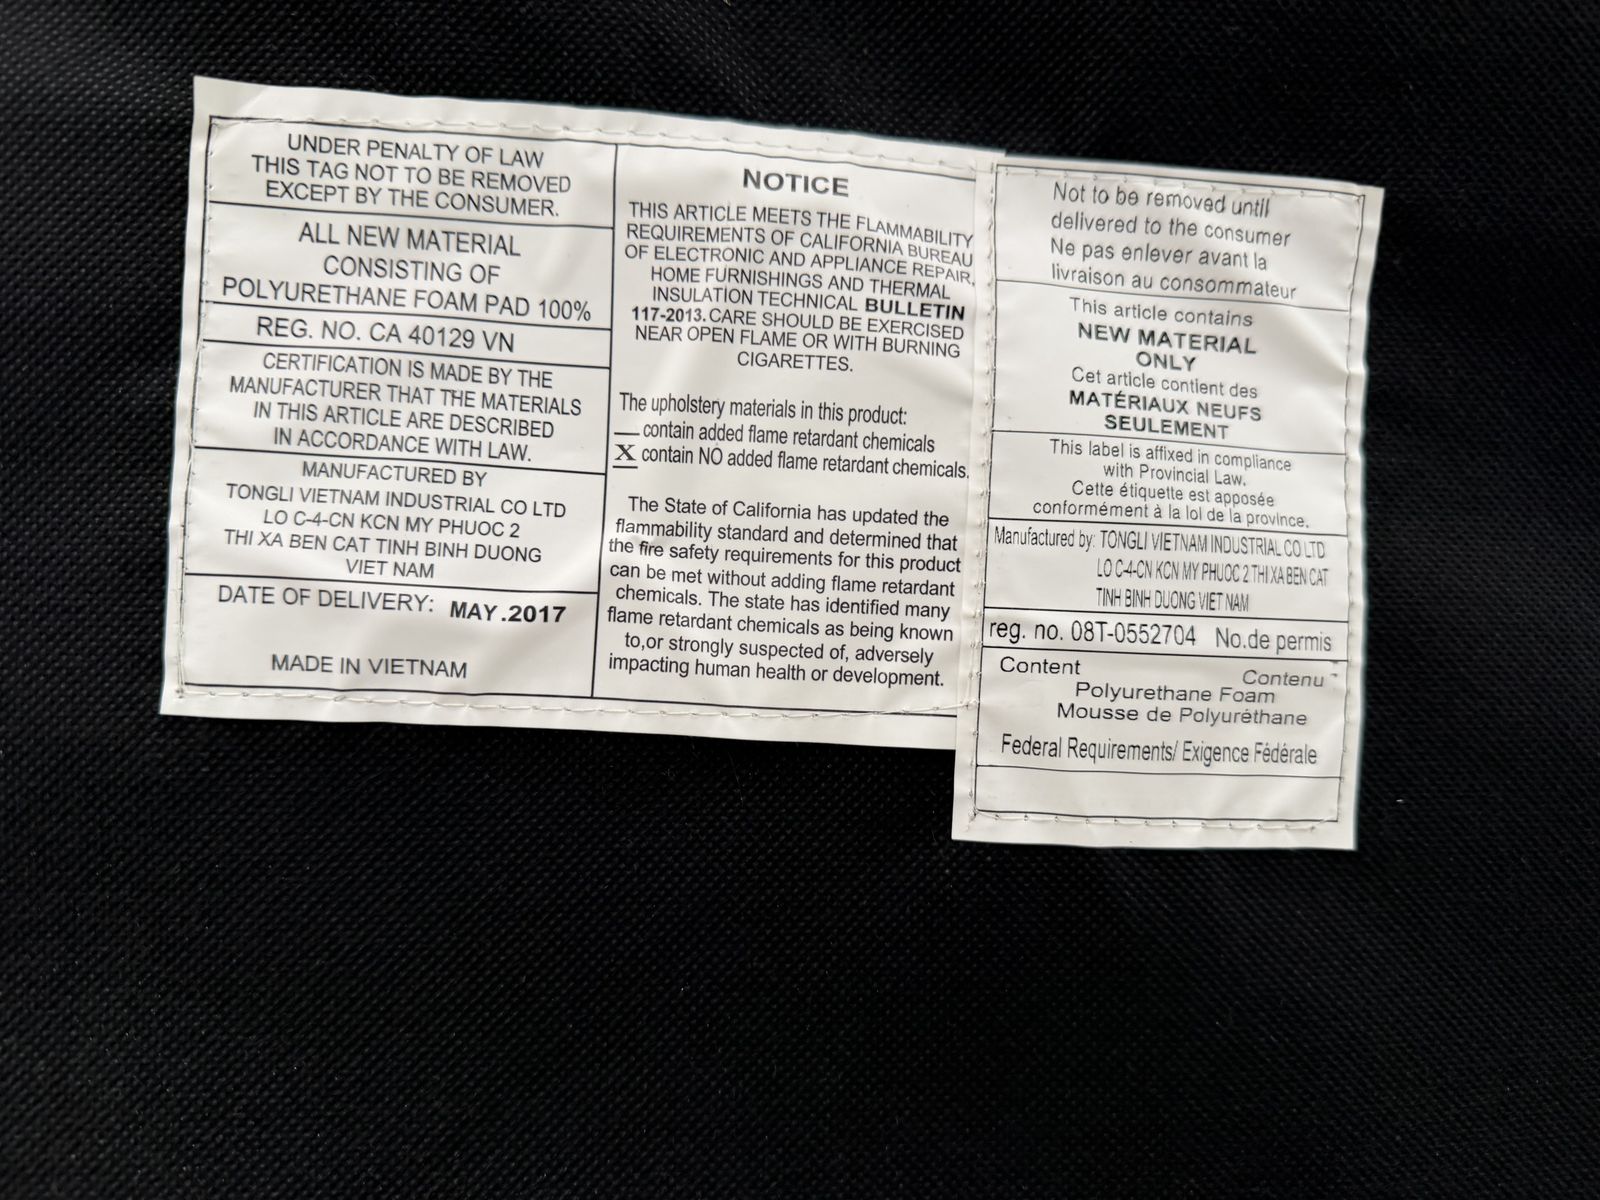 UNDER PENALTY OF LAW
THIS TAG NOT TO BE REMOVED
EXCEPT BY THE CONSUMER.
ALL NEW MATERIAL
CONSISTING OF
POLYURETHANE FOAM PAD 100%
REG. NO. CA 40129 VN
CERTIFICATION IS MADE BY THE
MANUFACTURER THAT THE MATERIALS
IN THIS ARTICLE ARE DESCRIBED
IN ACCORDANCE WITH LAW.
MANUFACTURED BY
TONGLI VIETNAM INDUSTRIAL CO LTD
LO C-4-CN KCN MY PHUOC 2
THI XA BEN CAT TINH BINH DUONG
VIET NAM
DATE OF DELIVERY: MAY.2017
MADE IN VIETNAM
NOTICE
THIS ARTICLE MEETS THE FLAMMABILITY
REQUIREMENTS OF CALIFORNIA BUREAU
OF ELECTRONIC AND APPLIANCE REPAIR,
HOME FURNISHINGS AND THERMAL
INSULATION TECHNICAL BULLETIN
117-2013. CARE SHOULD BE EXERCISED
NEAR OPEN FLAME OR WITH BURNING
CIGARETTES.
The upholstery materials in this product:
__ contain added flame retardant chemicals
X contain NO added flame retardant chemicals.
The State of California has updated the
flammability standard and determined that
the fire safety requirements for this product
can be met without adding flame retardant
chemicals. The state has identified many
flame retardant chemicals as being known
to,or strongly suspected of, adversely
impacting human health or development.
Not to be removed until
delivered to the consumer
Ne pas enlever avant la
livraison au consommateur
This article contains
NEW MATERIAL
ONLY
Cet article contient des
MATÉRIAUX NEUFS
SEULEMENT
This label is affixed in compliance
with Provincial Law.
Cette étiquette est apposée
conformément à la loi de la province.
Manufactured by: TONGLI VIETNAM INDUSTRIAL CO LTD
LO C-4-CN KCN MY PHUOC 2 THI XA BEN CAT
TINH BINH DUONG VIET NAM
reg. no. 08T-0552704 No.de permis
Content Contenu
Polyurethane Foam
Mousse de Polyuréthane
Federal Requirements/ Exigence Fédérale